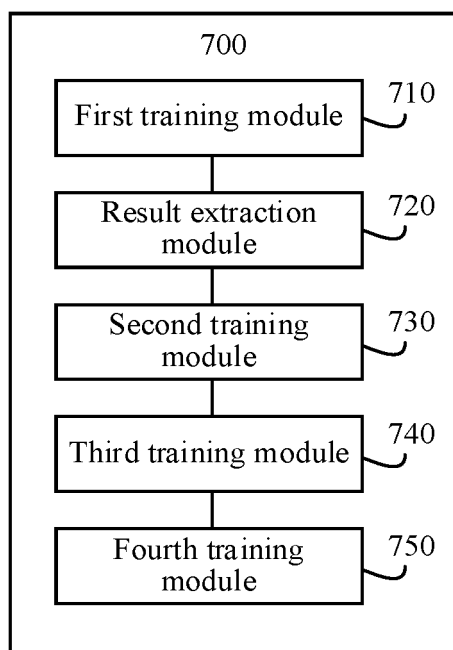 700
First training module
710
Result extraction
module
720
Second training
module
730
Third training module
740
Fourth training
module
750